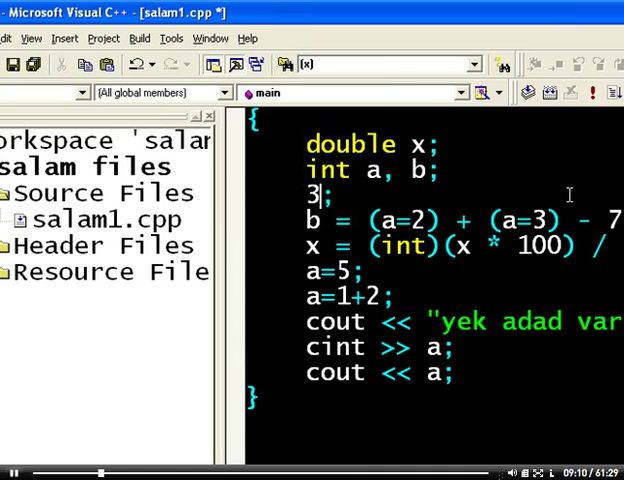 Microsoft Visual C++ - [salam1.cpp *]
View Insert Project Build Tools Window Help
(x)
(All global members)
main
{
double x;
int a, b;
3;
b = (a=2) + (a=3) - 7
x = (int)(x * 100) /
a=5;
a=1+2;
cout << "yek adad var
cint >> a;
cout << a;
}
orkspace 'salam
salam files
Source Files
salam1.cpp
Header Files
Resource File
09:10 / 61:29